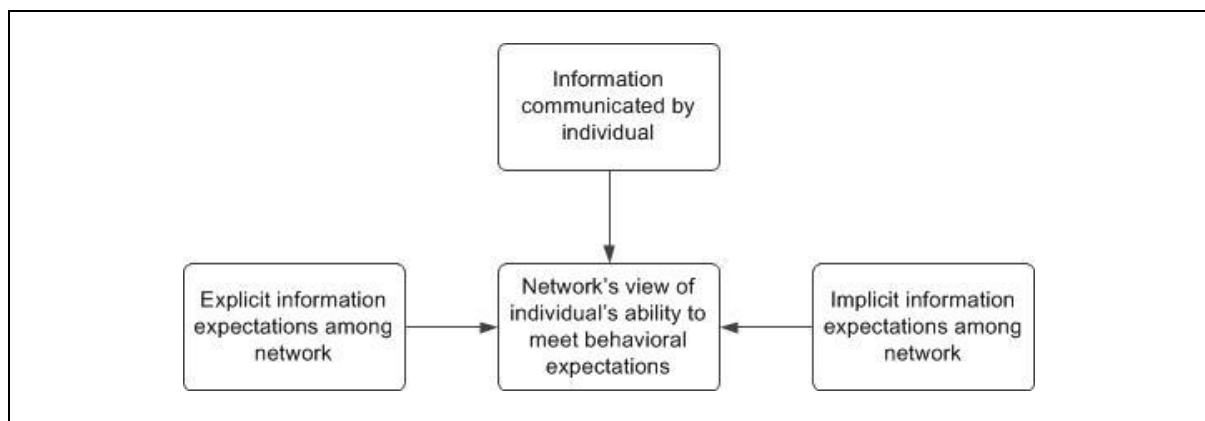 Information
communicated by
individual
Explicit information
expectations among
network
Network's view of
individual's ability to
meet behavioral
expectations
Implicit information
expectations among
network